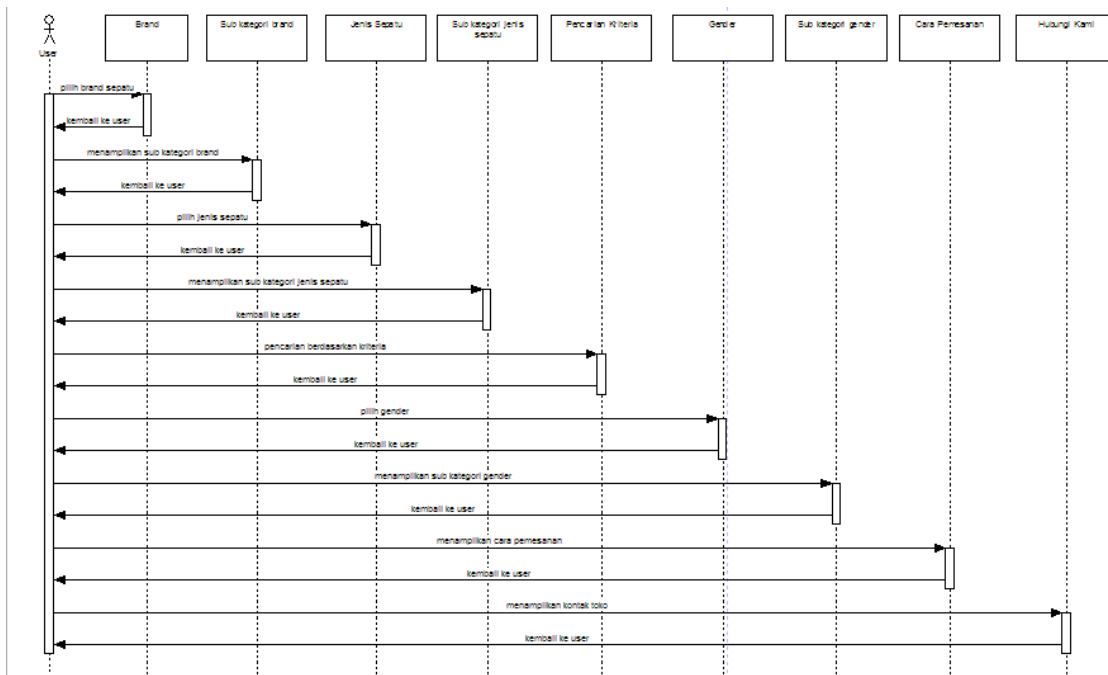 Brand
Sub kategori brand
Jenis Sepatu
Sub kategori jenis
sepatu
Pencarian Kriteria
Gender
Sub kategori gender
Cara Pemesanan
Hubungi Kami
User
pilih brand sepatu
kembali ke user
menampilkan sub kategori brand
kembali ke user
pilih jenis sepatu
kembali ke user
menampilkan sub kategori jenis sepatu
kembali ke user
pencarian berdasarkan kriteria
kembali ke user
pilih gender
kembali ke user
menampilkan sub kategori gender
kembali ke user
menampilkan cara pemesanan
kembali ke user
menampilkan kontak toko
kembali ke user